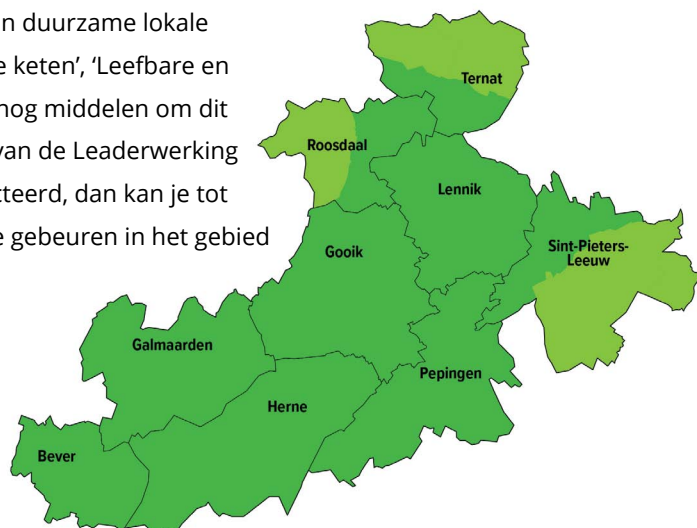 n duurzame lokale
e keten’, ‘Leefbare en
nog middelen om dit
van de Leaderwerking
teerd, dan kan je tot
e gebeuren in het gebied
Ternat
Roosdaal
Lennik
Sint-Pieters-
Leeuw
Gooik
Galmaarden
Pepingen
Herne
Bever